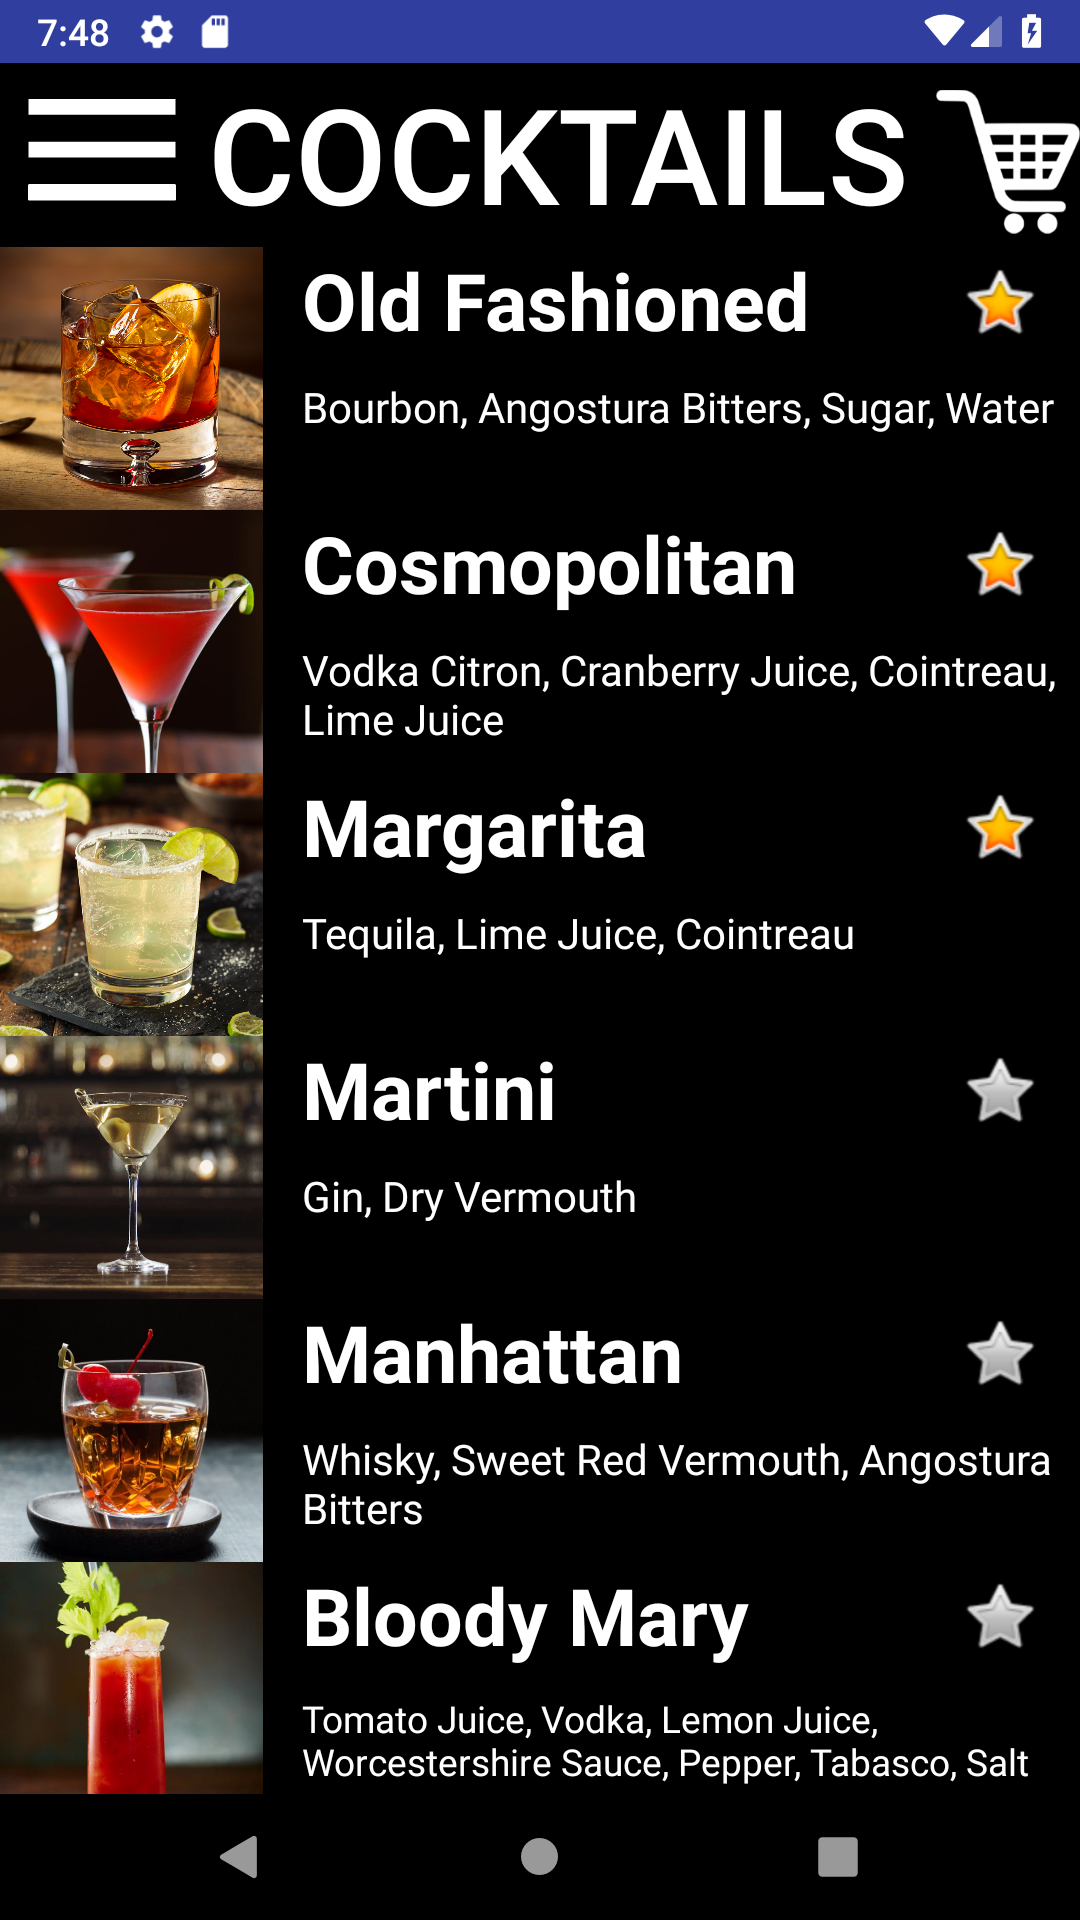 7:48
COCKTAILS
Old Fashioned
Bourbon, Angostura Bitters, Sugar, Water
Cosmopolitan
Vodka Citron, Cranberry Juice, Cointreau,
Lime Juice
Margarita
Tequila, Lime Juice, Cointreau
Martini
Gin, Dry Vermouth
Manhattan
Whisky, Sweet Red Vermouth, Angostura
Bitters
Bloody Mary
Tomato Juice, Vodka, Lemon Juice,
Worcestershire Sauce, Pepper, Tabasco, Salt